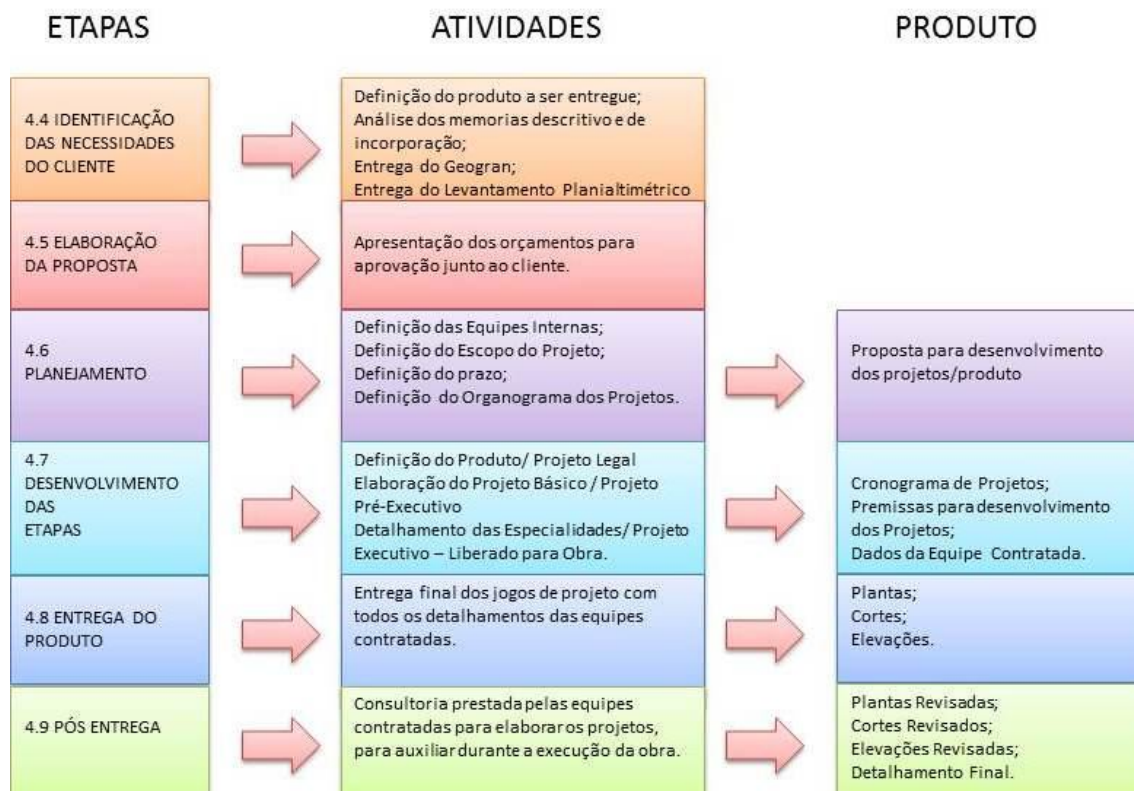 ETAPAS
ATIVIDADES
PRODUTO
4.4 IDENTIFICAÇÃO
DAS NECESSIDADES
DO CLIENTE
Definição do produto a ser entregue;
Análise dos memorias descritivo e de
incorporação;
Entrega do Geogran;
Entrega do Levantamento Planialtimétrico
4.5 ELABORAÇÃO
DA PROPOSTA
Apresentação dos orçamentos para
aprovação junto ao cliente.
4.6
PLANEJAMENTO
Definição das Equipes Internas;
Definição do Escopo do Projeto;
Definição do prazo;
Definição do Organograma dos Projetos.
Proposta para desenvolvimento
dos projetos/produto
4.7
DESENVOLVIMENTO
DAS
ETAPAS
Definição do Produto/ Projeto Legal
Elaboração do Projeto Básico / Projeto
Pré-Executivo
Detalhamento das Especialidades/ Projeto
Executivo – Liberado para Obra.
Cronograma de Projetos;
Premissas para desenvolvimento
dos Projetos;
Dados da Equipe Contratada.
4.8 ENTREGA DO
PRODUTO
Entrega final dos jogos de projeto com
todos os detalhamentos das equipes
contratadas.
Plantas;
Cortes;
Elevações.
4.9 PÓS ENTREGA
Consultoria prestada pelas equipes
contratadas para elaborar os projetos,
para auxiliar durante a execução da obra.
Plantas Revisadas;
Cortes Revisados;
Elevações Revisadas;
Detalhamento Final.